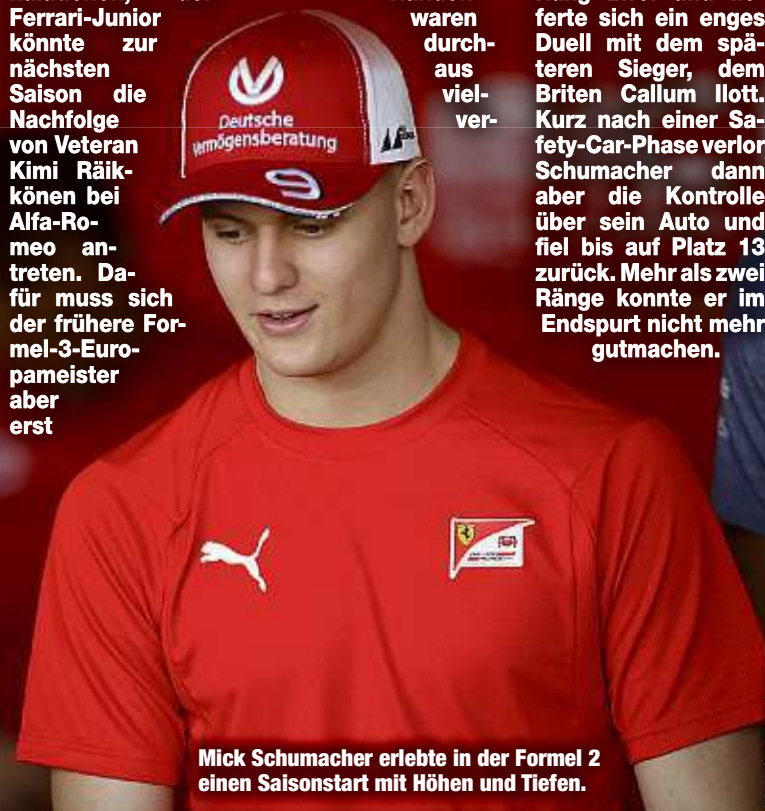 Ferrari-Junior
könnte zur
nächsten
Saison die
Nachfolge
von Veteran
Kimi Räik-
könen bei
Alfa-Ro-
meo an-
treten. Da-
für muss sich
der frühere For-
mel-3-Euro-
pameister
aber
erst
waren
durch-
aus
viel-
ver-
ferte sich ein enges
Duell mit dem spä-
teren Sieger, dem
Briten Callum Ilott.
Kurz nach einer Sa-
fety-Car-Phase verlor
Schumacher dann
aber die Kontrolle
über sein Auto und
fiel bis auf Platz 13
zurück. Mehr als zwei
Ränge konnte er im
Endspurt nicht mehr
gutmachen.
Deutsche
Vermögensberatung
9
Mick Schumacher erlebte in der Formel 2
einen Saisonstart mit Höhen und Tiefen.